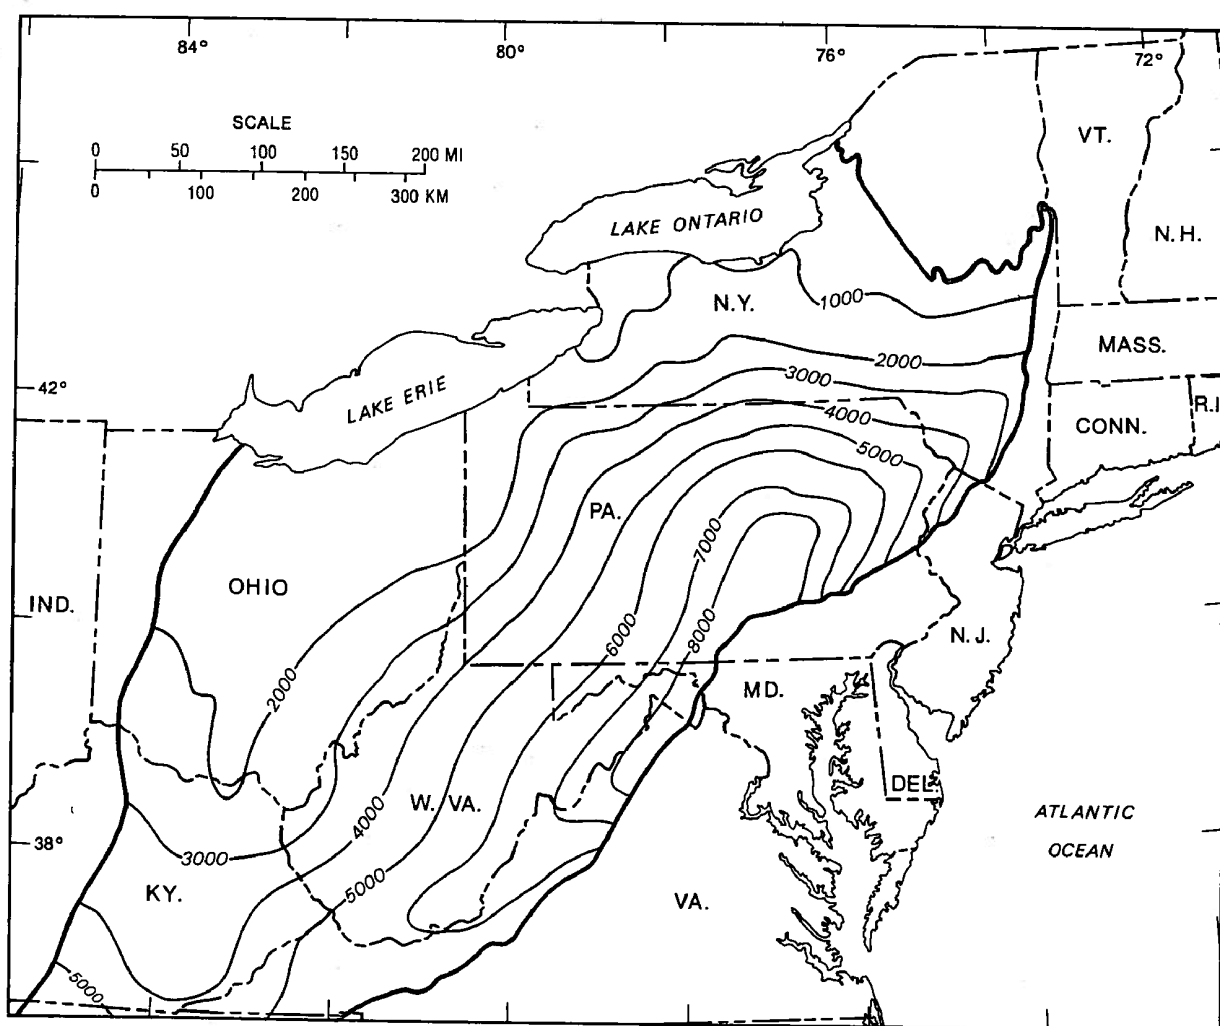 84°
80°
76°
72°
SCALE
0 50 100 150 200 MI
0 100 200 300 KM
VT.
N.H.
LAKE ONTARIO
N.Y.
1000
MASS.
2000
3000
42°
LAKE ERIE
4000
R.I
CONN.
5000
PA.
7000
OHIO
IND.
6000
8000
N.J.
2000
MD.
DEL.
4000
W. VA.
ATLANTIC
OCEAN
38°
3000
5000
KY.
VA.
5000